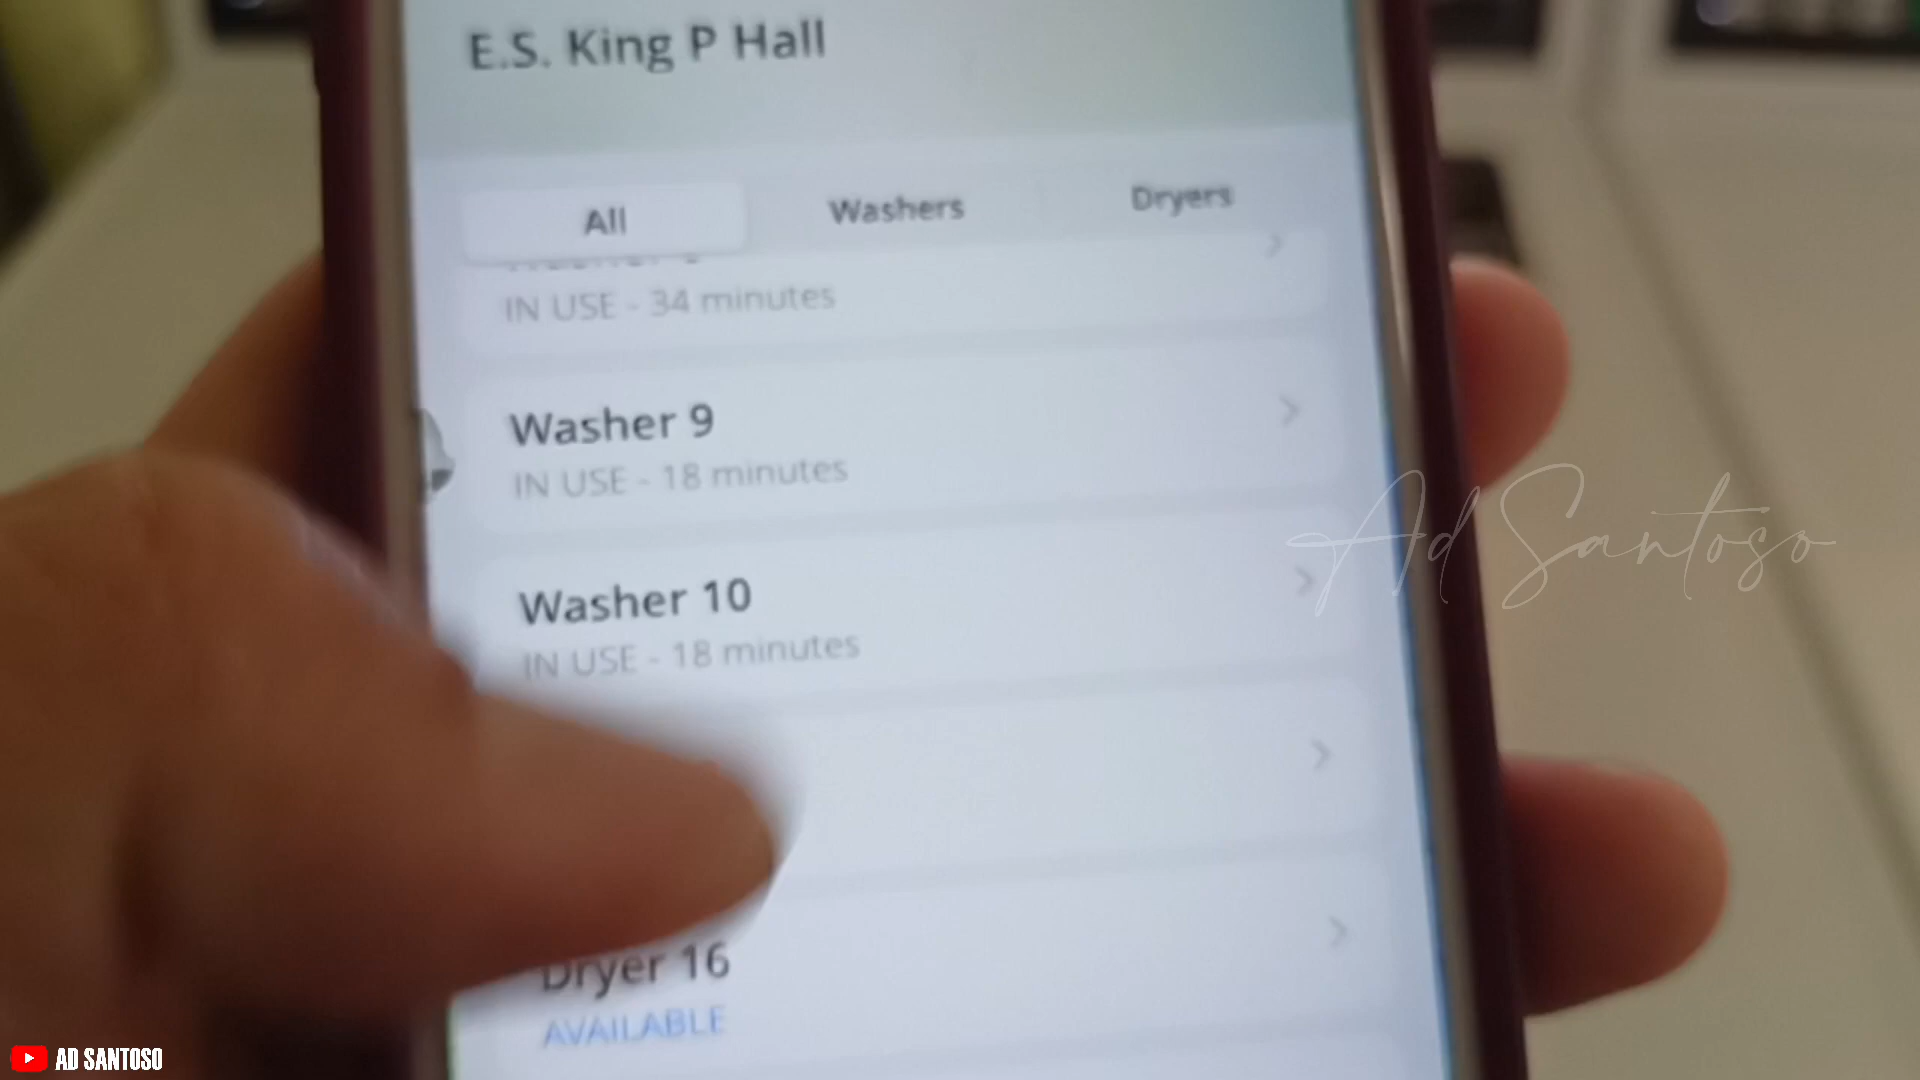 E.S. King P Hall
All
Washers
Dryers
IN USE - 34 minutes
Washer 9
IN USE - 18 minutes
Washer 10
IN USE - 18 minutes
Dryer 16
AVAILABLE
Ad Santoso
AD SANTOSO